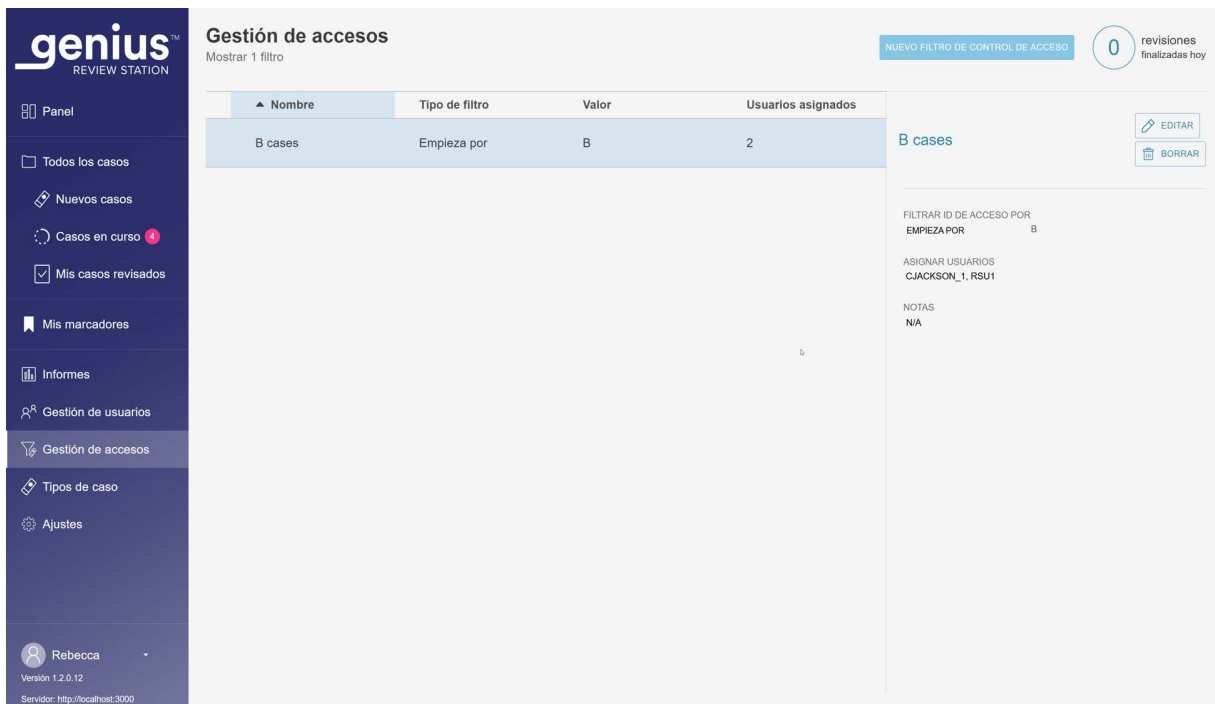 genius™
REVIEW STATION
Panel
Todos los casos
Nuevos casos
Casos en curso 4
Mis casos revisados
Mis marcadores
Informes
Gestión de usuarios
Gestión de accesos
Tipos de caso
Ajustes
Rebecca
Versión 1.2.0.12
Servidor: http://localhost:3000
Gestión de accesos
Mostrar 1 filtro
NUEVO FILTRO DE CONTROL DE ACCESO
0 revisiones
finalizadas hoy
Nombre Tipo de filtro Valor Usuarios asignados
B cases Empieza por B 2
B cases
EDITAR
BORRAR
FILTRAR ID DE ACCESO POR
EMPIEZA POR B
ASIGNAR USUARIOS
CJACKSON_1, RSU1
NOTAS
N/A